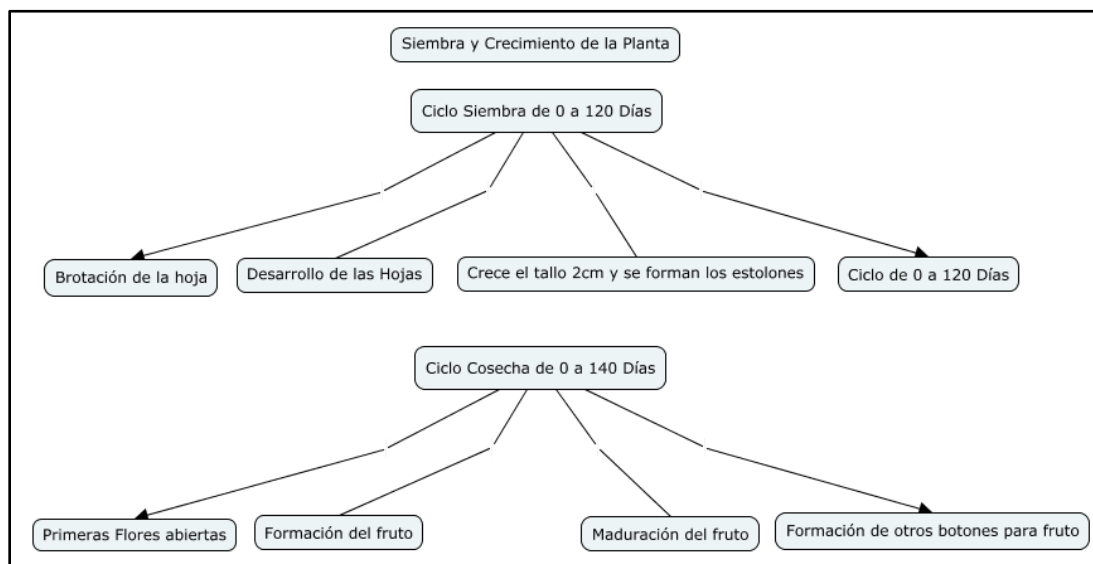 Siembra y Crecimiento de la Planta
Ciclo Siembra de 0 a 120 Días
Brotación de la hoja
Desarrollo de las Hojas
Crece el tallo 2cm y se forman los estolones
Ciclo de 0 a 120 Días
Ciclo Cosecha de 0 a 140 Días
Primeras Flores abiertas
Formación del fruto
Maduración del fruto
Formación de otros botones para fruto